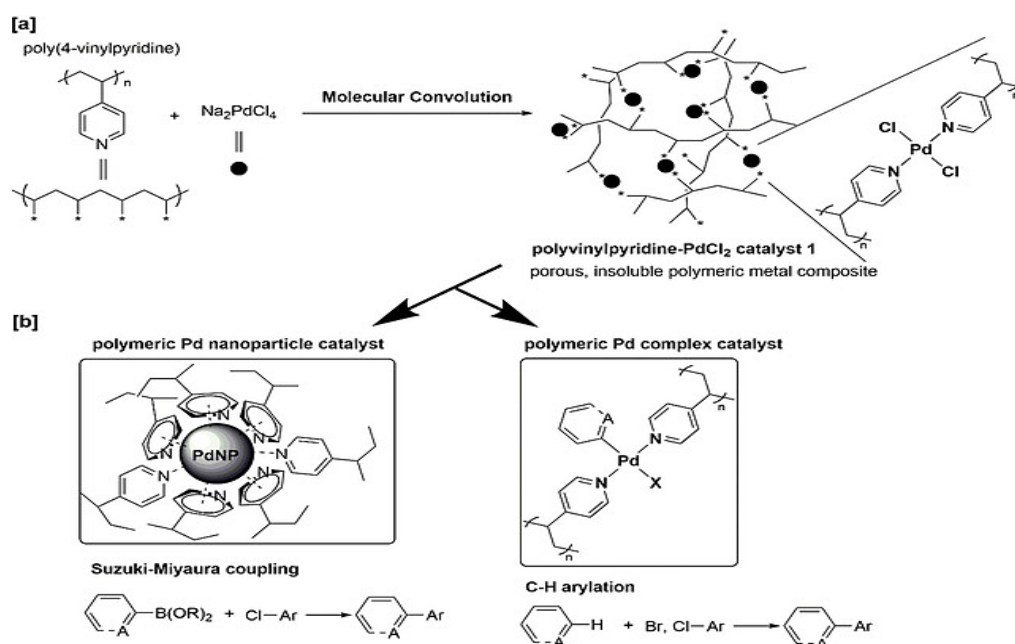 [a]
poly(4-vinylpyridine)
n
N
+
Na₂PdCl₄
Molecular Convolution
Cl
N
Pd
N
Cl
n
n
polyvinylpyridine-PdCl₂ catalyst 1
porous, insoluble polymeric metal composite
[b]
polymeric Pd nanoparticle catalyst
polymeric Pd complex catalyst
PdNP
N
N
N
N
N
N
N
N
A
N
Pd
N
X
n
n
Suzuki-Miyaura coupling
A B(OR)₂ + Cl—Ar A Ar
C-H arylation
A H + Br, Cl—Ar A Ar